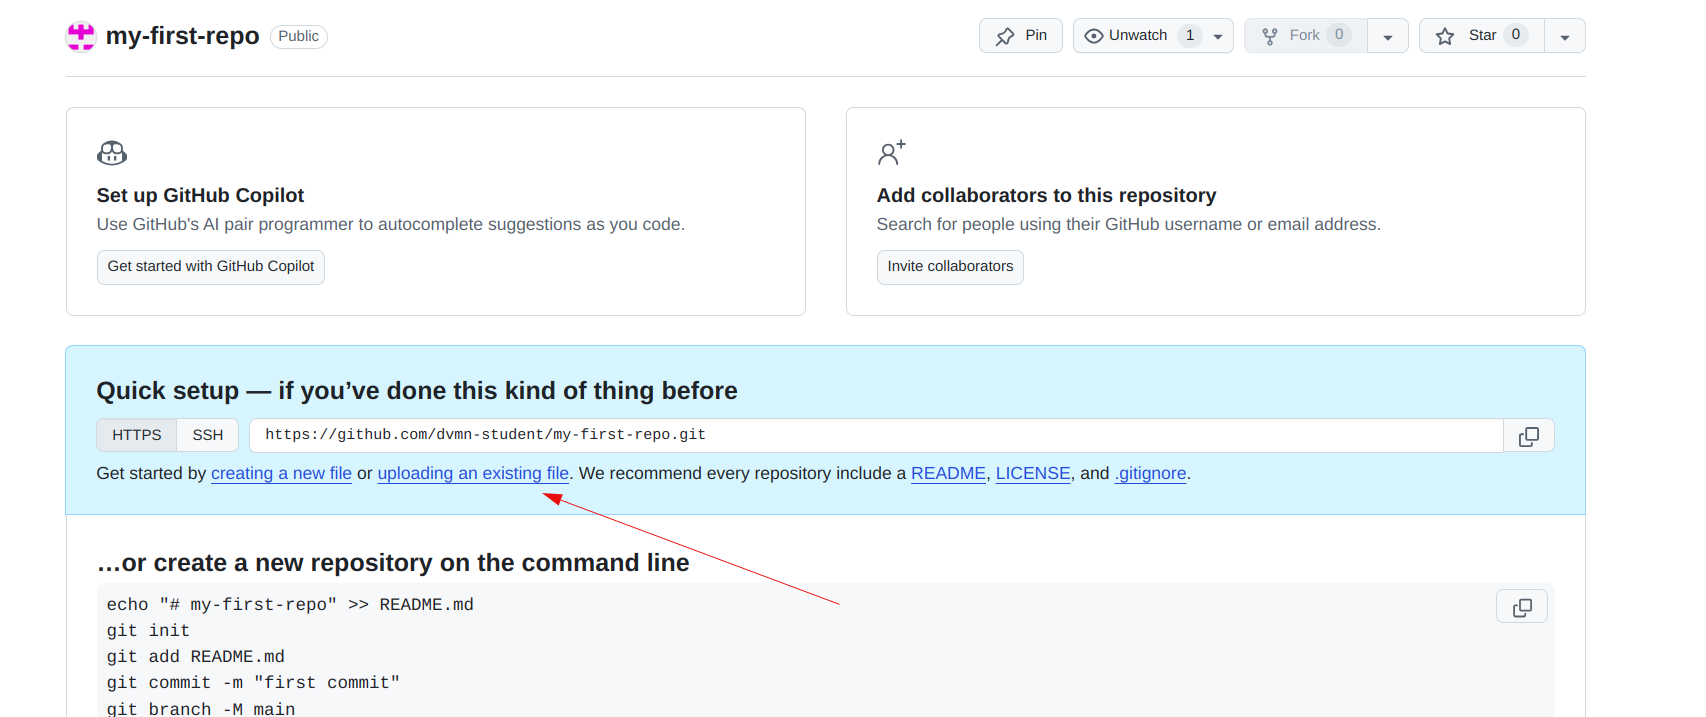 my-first-repo Public Pin Unwatch 1 Fork 0 Star 0
Set up GitHub Copilot
Use GitHub's AI pair programmer to autocomplete suggestions as you code.
Get started with GitHub Copilot
Add collaborators to this repository
Search for people using their GitHub username or email address.
Invite collaborators
Quick setup — if you’ve done this kind of thing before
HTTPS SSH https://github.com/dvmn-student/my-first-repo.git
Get started by creating a new file or uploading an existing file. We recommend every repository include a README, LICENSE, and .gitignore.
…or create a new repository on the command line
echo "# my-first-repo" >> README.md
git init
git add README.md
git commit -m "first commit"
git branch -M main